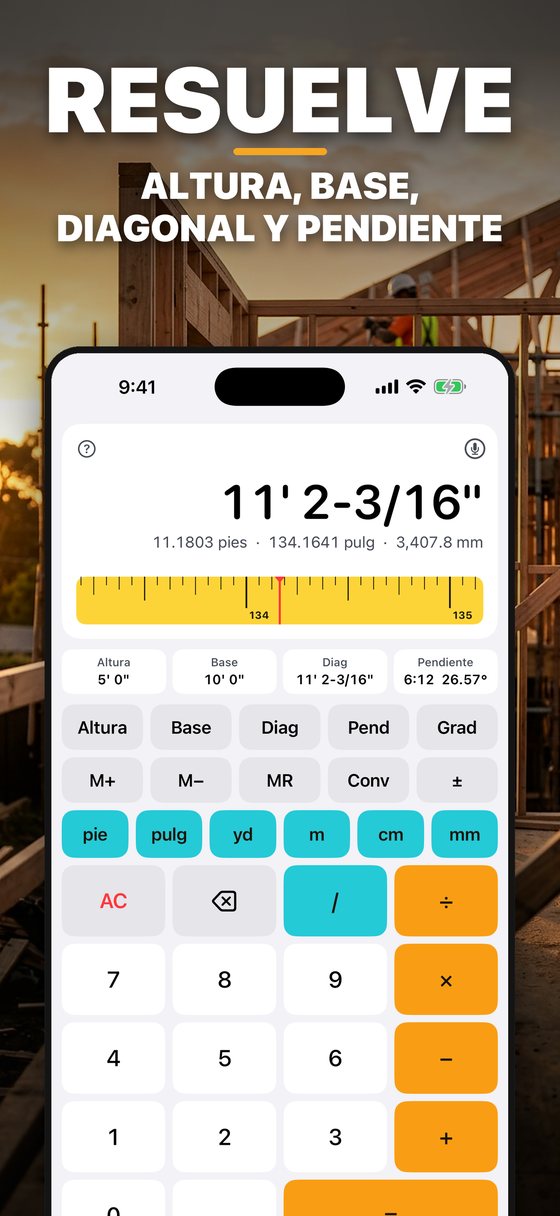 RESUELVE
ALTURA, BASE,
DIAGONAL Y PENDIENTE
9:41
?
11' 2-3/16"
11.1803 pies · 134.1641 pulg · 3,407.8 mm
134 135
Altura Base Diag Pendiente
5' 0" 10' 0" 11' 2-3/16" 6:12 26.57°
Altura Base Diag Pend Grad
M+ M− MR Conv ±
pie pulg yd m cm mm
AC / ÷
7 8 9 ×
4 5 6 −
1 2 3 +
0 =